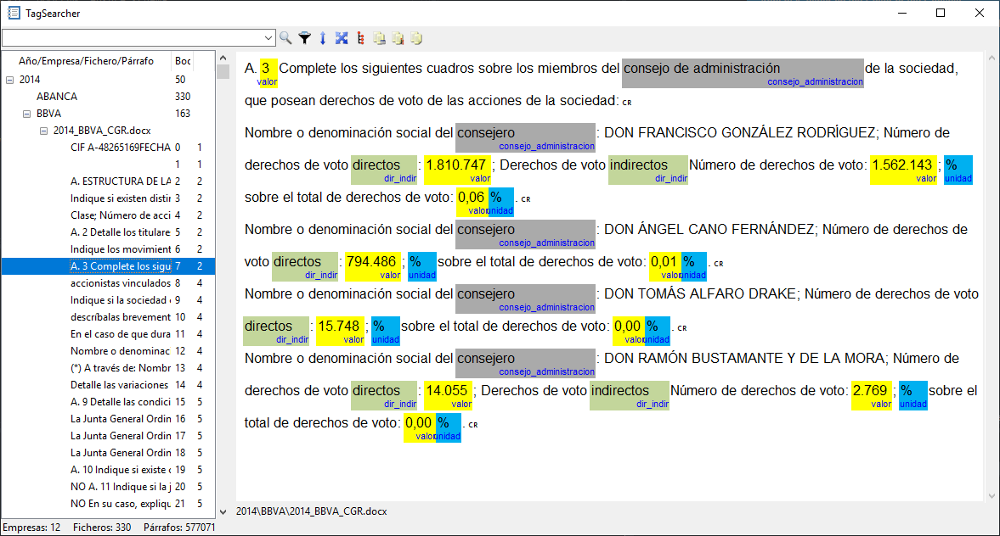 TagSearcher
Año/Empresa/Fichero/Párrafo Boc
2014 50
ABANCA 330
BBVA 163
2014_BBVA_CGR.docx
CIF A-48265169FECHA 0 1
1 1
A. ESTRUCTURA DE LA 2 2
Indique si existen distin 3 2
Clase; Número de acci 4 2
A. 2 Detalle los titulare 5 2
Indique los movimient 6 2
A. 3 Complete los sigu 7 2
accionistas vinculados 8 4
Indique si la sociedad 9 4
descríbalas brevement 10 4
En el caso de que dura 11 4
Nombre o denominac 12 4
(*) A través de: Nombr 13 4
Detalle las variaciones 14 4
A. 9 Detalle las condici 15 5
La Junta General Ordin 16 5
La Junta General Ordin 17 5
La Junta General Ordin 18 5
A. 10 Indique si existe 19 5
NO A. 11 Indique si la j 20 5
NO En su caso, expliqu 21 5
Empresas: 12 Ficheros: 330 Párrafos: 577071
A. 3 Complete los siguientes cuadros sobre los miembros del consejo de administración de la sociedad,
valor consejo_administracion
que posean derechos de voto de las acciones de la sociedad: CR
Nombre o denominación social del consejero : DON FRANCISCO GONZÁLEZ RODRÍGUEZ; Número de
consejo_administracion
derechos de voto directos : 1.810.747 ; Derechos de voto indirectos Número de derechos de voto: 1.562.143 ; %
dir_indir valor dir_indir valor unidad
sobre el total de derechos de voto: 0,06 % . CR
valor unidad
Nombre o denominación social del consejero : DON ÁNGEL CANO FERNÁNDEZ; Número de derechos de
consejo_administracion
voto directos : 794.486 ; % sobre el total de derechos de voto: 0,01 % . CR
dir_indir valor unidad valor unidad
Nombre o denominación social del consejero : DON TOMÁS ALFARO DRAKE; Número de derechos de voto
consejo_administracion
directos : 15.748 ; % sobre el total de derechos de voto: 0,00 % . CR
dir_indir valor unidad valor unidad
Nombre o denominación social del consejero : DON RAMÓN BUSTAMANTE Y DE LA MORA; Número de
consejo_administracion
derechos de voto directos : 14.055 ; Derechos de voto indirectos Número de derechos de voto: 2.769 ; % sobre el
dir_indir valor dir_indir valor unidad
total de derechos de voto: 0,00 % . CR
valor unidad
2014\BBVA\2014_BBVA_CGR.docx